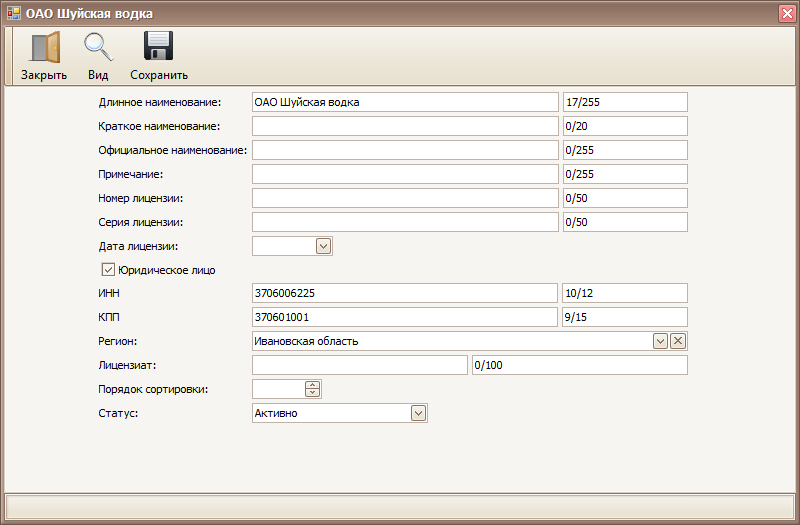 ОАО Шуйская водка
Закрыть Вид Сохранить
Длинное наименование: ОАО Шуйская водка 17/255
Краткое наименование: 0/20
Официальное наименование: 0/255
Примечание: 0/255
Номер лицензии: 0/50
Серия лицензии: 0/50
Дата лицензии:
Юридическое лицо
ИНН 3706006225 10/12
КПП 370601001 9/15
Регион: Ивановская область
Лицензиат: 0/100
Порядок сортировки:
Статус: Активно